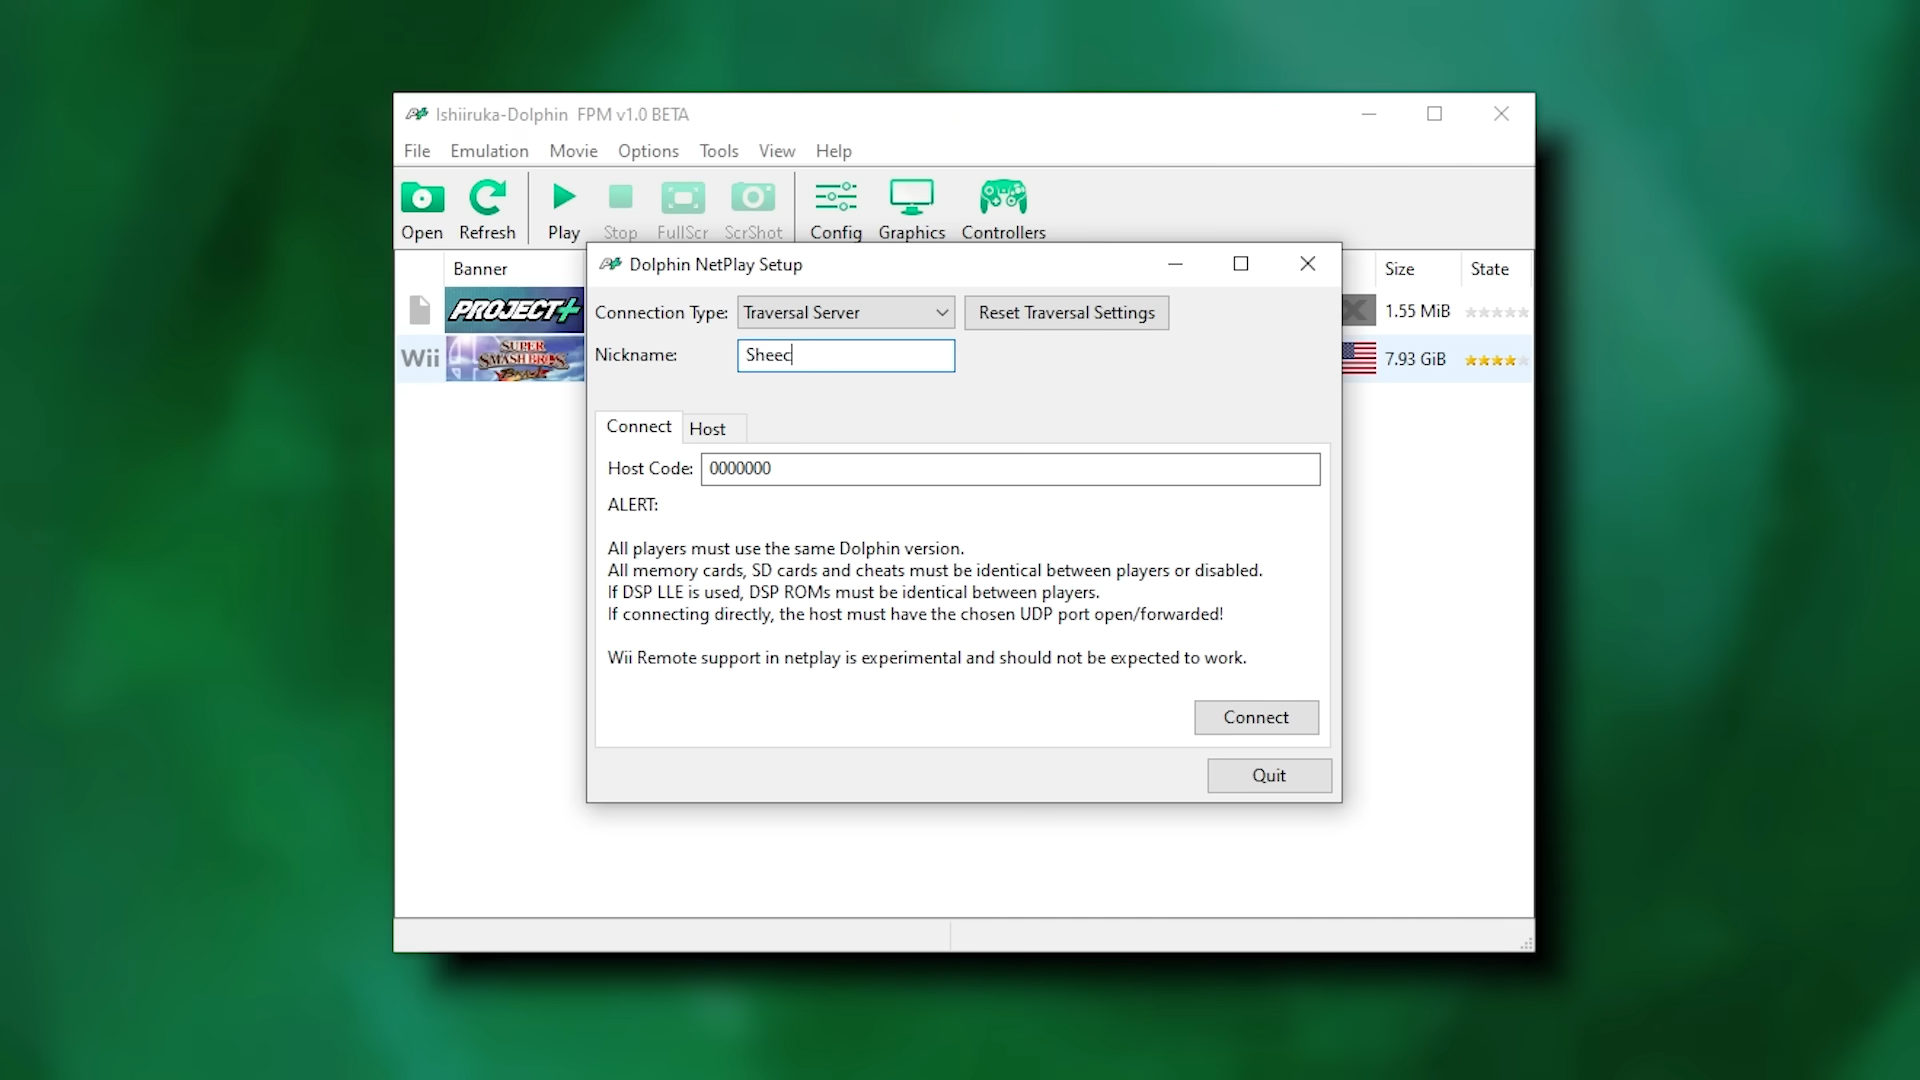 Ishiiruka-Dolphin FPM v1.0 BETA
File Emulation Movie Options Tools View Help
Open Refresh Play Stop FullScr ScrShot Config Graphics Controllers
Banner Size State
PROJECT+ 1.55 MiB
Wii SUPER SMASH BROS. BRAWL 7.93 GiB
Dolphin NetPlay Setup
Connection Type: Traversal Server Reset Traversal Settings
Nickname: Sheec
Connect Host
Host Code: 0000000
ALERT:
All players must use the same Dolphin version.
All memory cards, SD cards and cheats must be identical between players or disabled.
If DSP LLE is used, DSP ROMs must be identical between players.
If connecting directly, the host must have the chosen UDP port open/forwarded!
Wii Remote support in netplay is experimental and should not be expected to work.
Connect
Quit